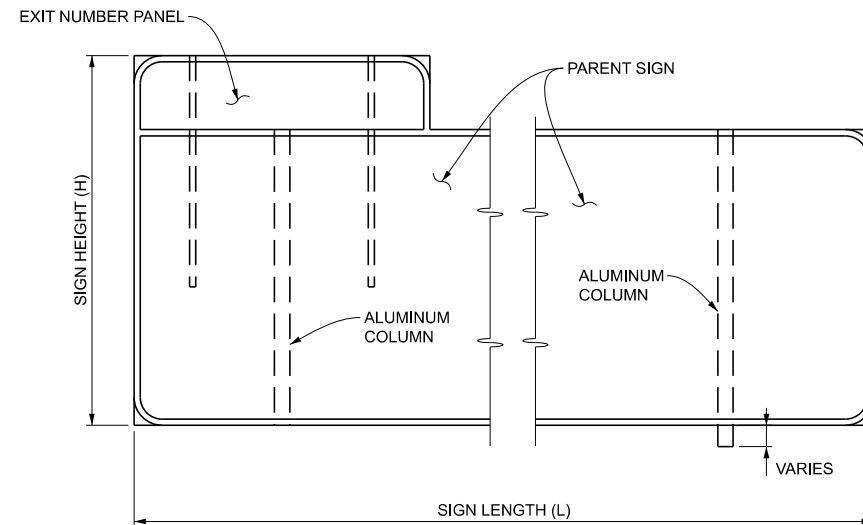 EXIT NUMBER PANEL
PARENT SIGN
SIGN HEIGHT (H)
ALUMINUM
COLUMN
ALUMINUM
COLUMN
VARIES
SIGN LENGTH (L)